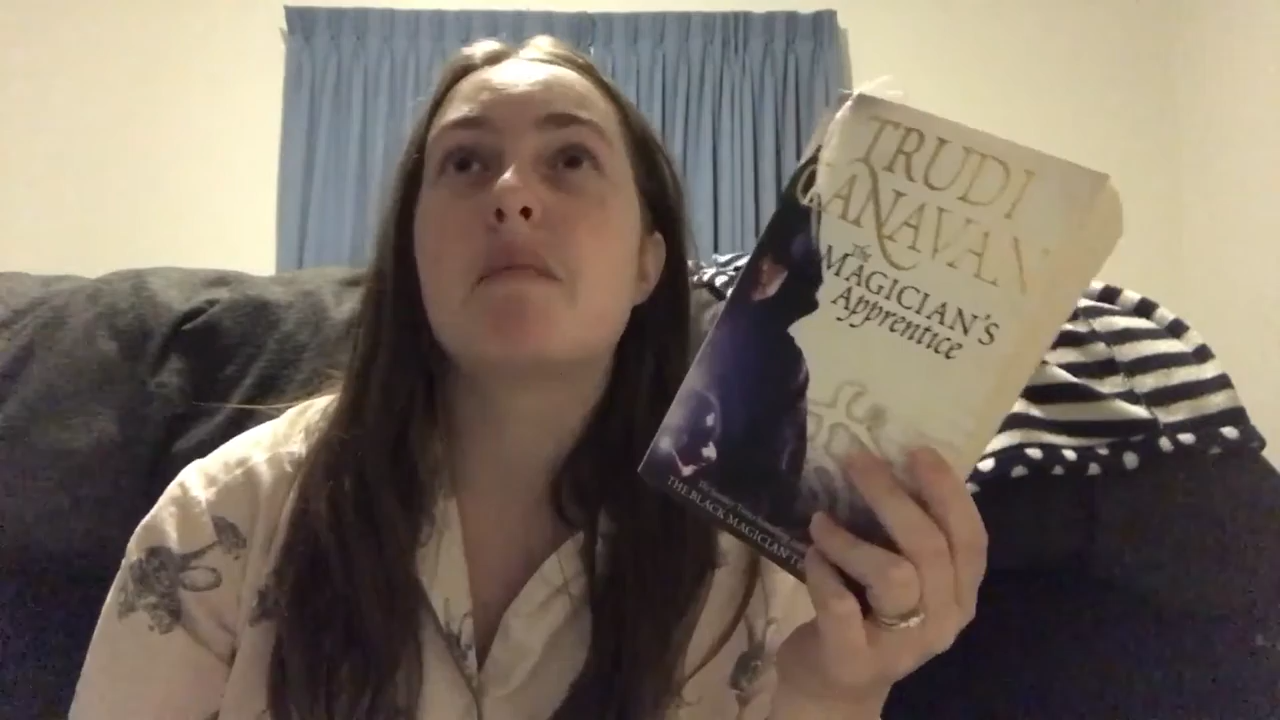 TRUDI
CANAVAN
The
MAGICIAN'S
Apprentice
THE BLACK MAGICIAN